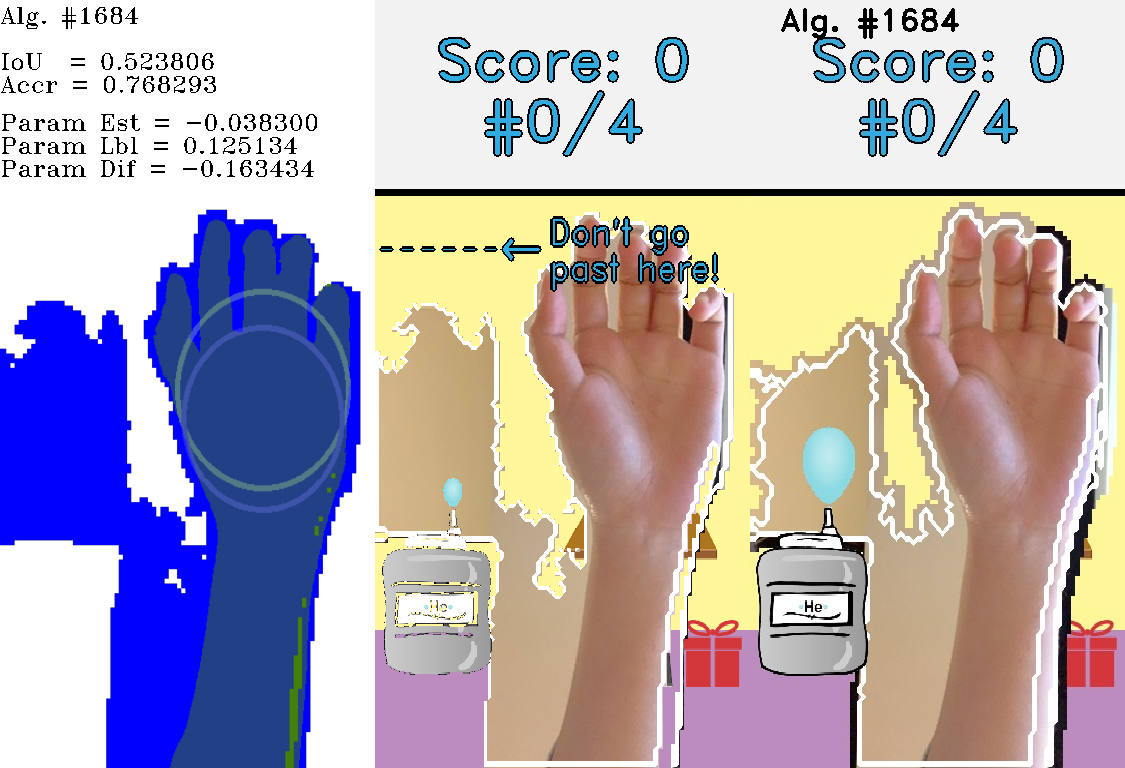 Alg. #1684
IoU = 0.523806
Accr = 0.768293
Param Est = −0.038300
Param Lbl = 0.125134
Param Dif = −0.163434
Score: 0
#0/4
Don't go
past here!
He
Alg. #1684
Score: 0
#0/4
He